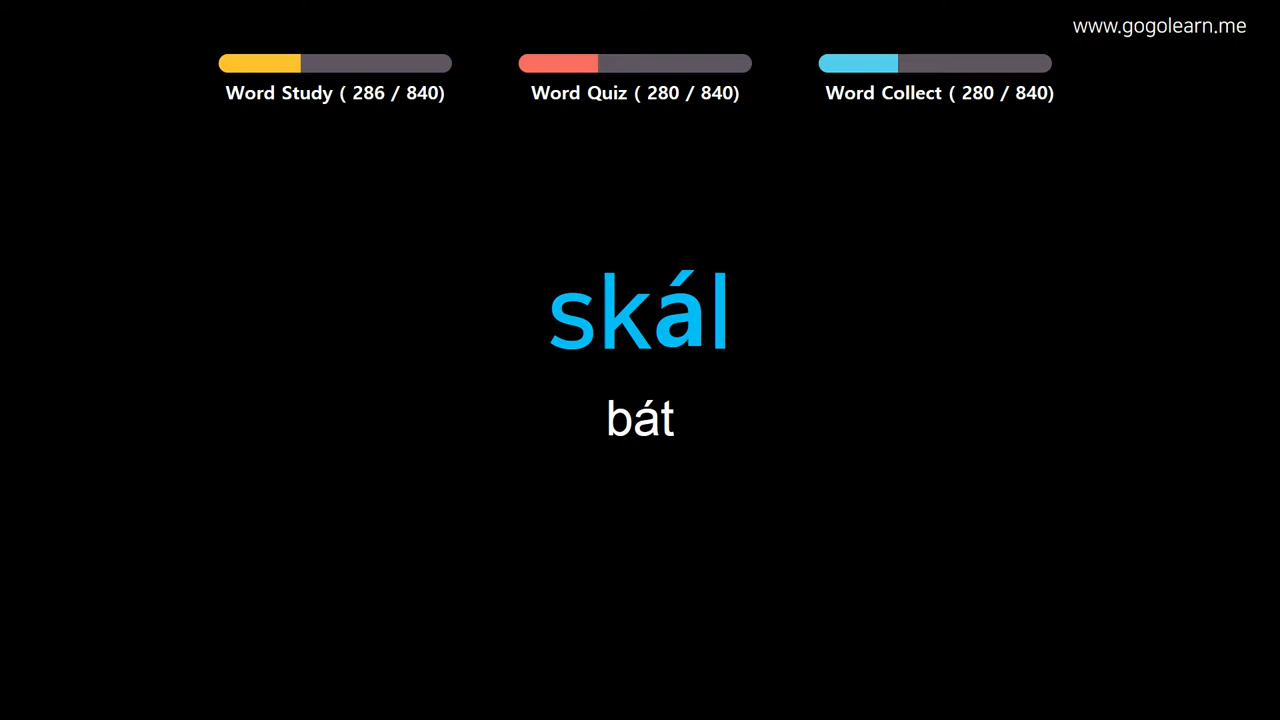 www.gogolearn.me
Word Study ( 286 / 840)
Word Quiz ( 280 / 840)
Word Collect ( 280 / 840)
skál
bát